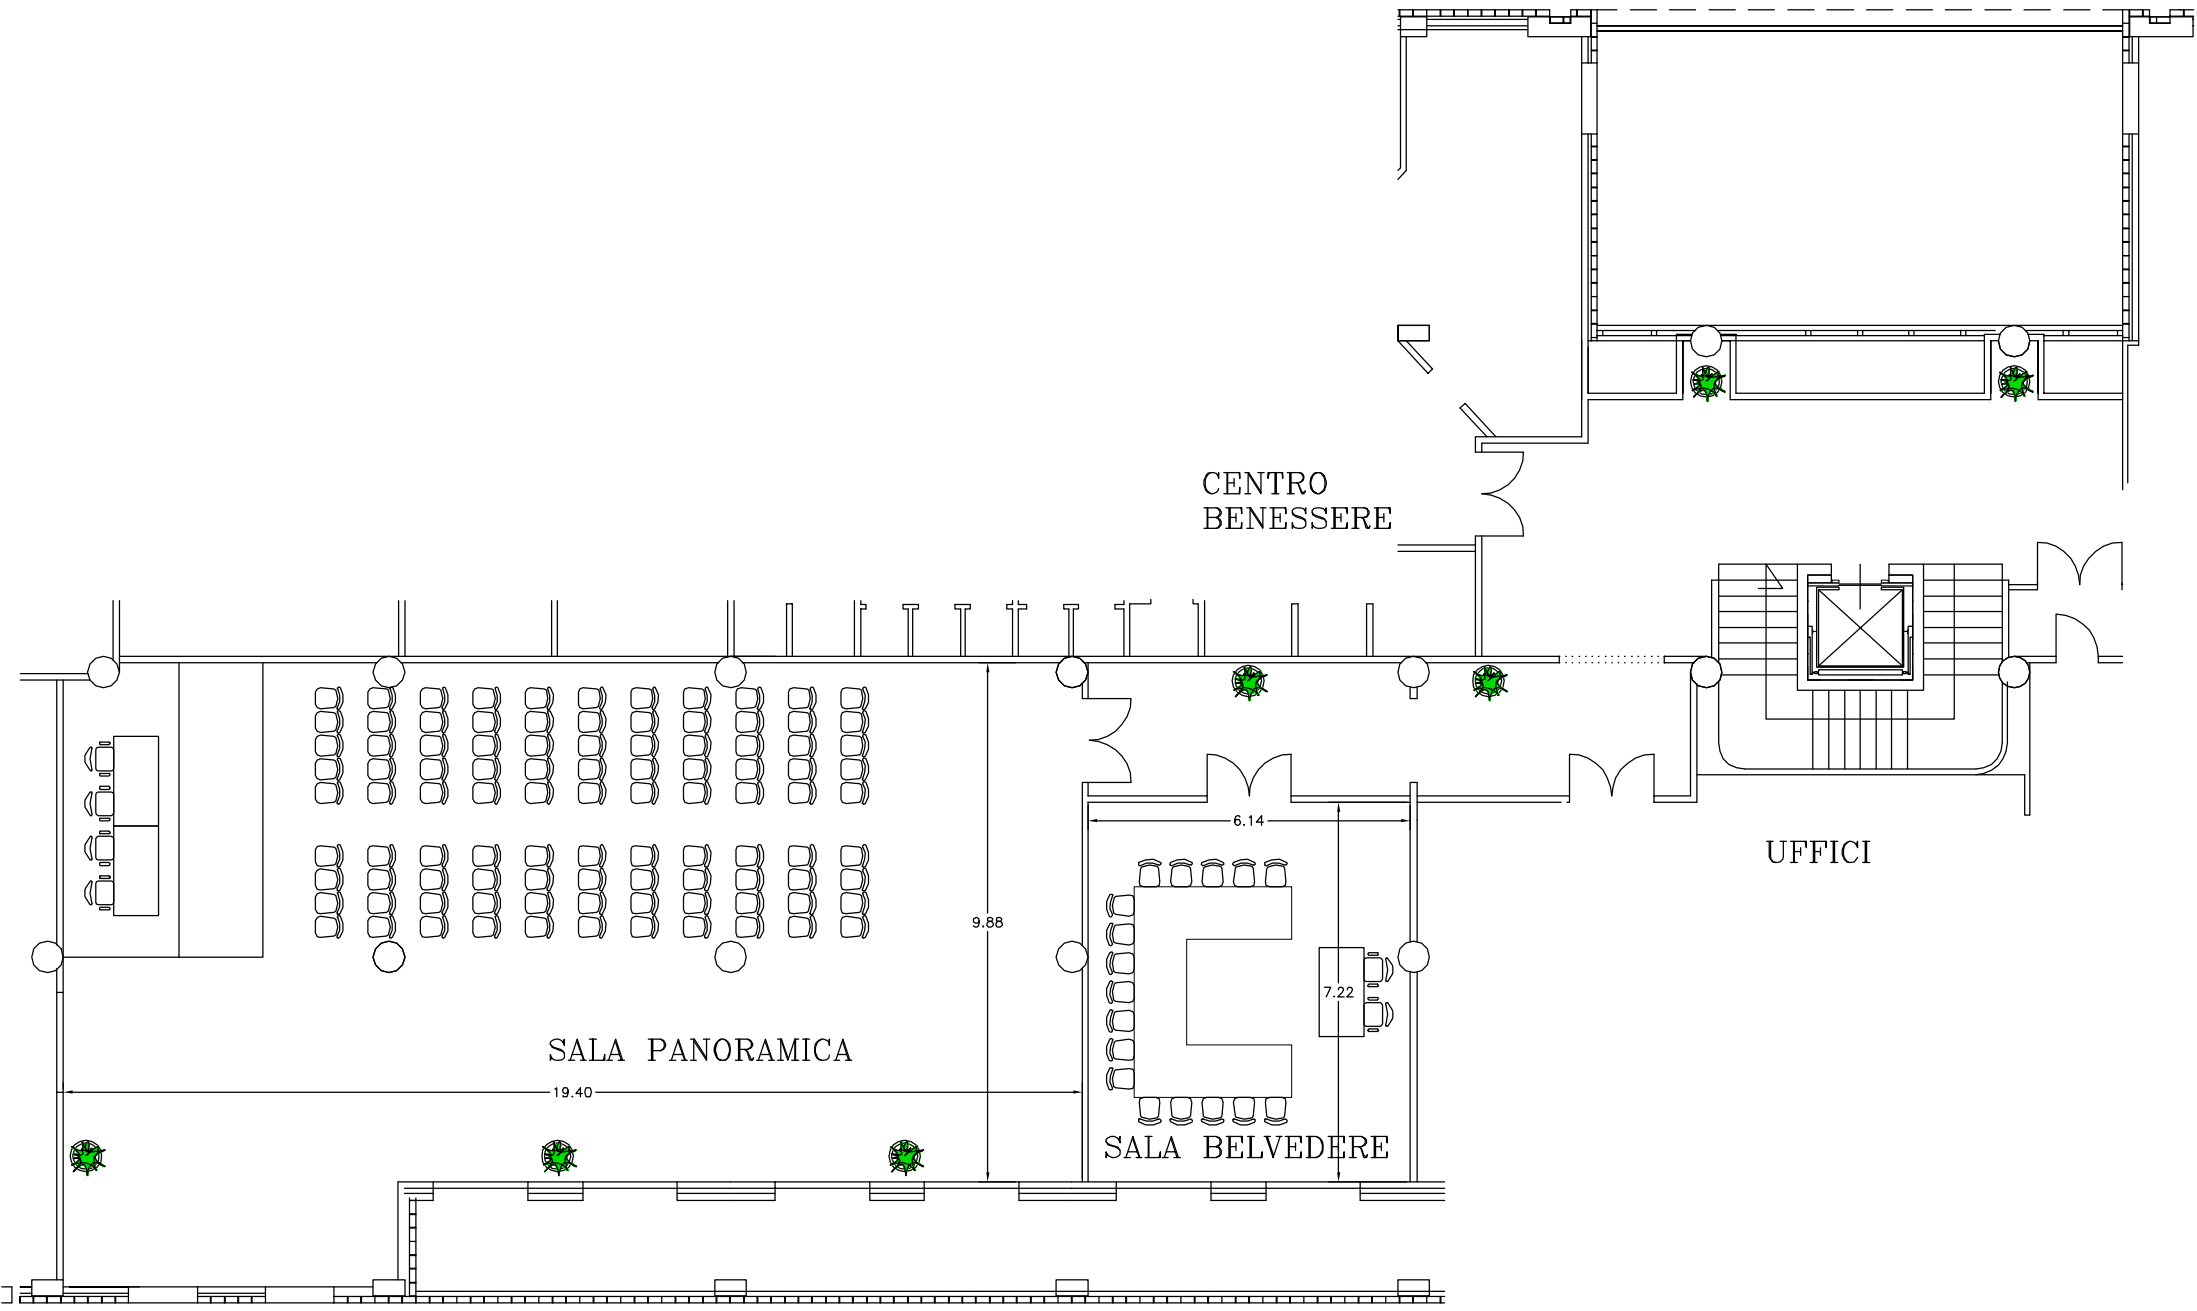 CENTRO
BENESSERE
6.14
UFFICI
9.88
7.22
SALA PANORAMICA
19.40
SALA BELVEDERE